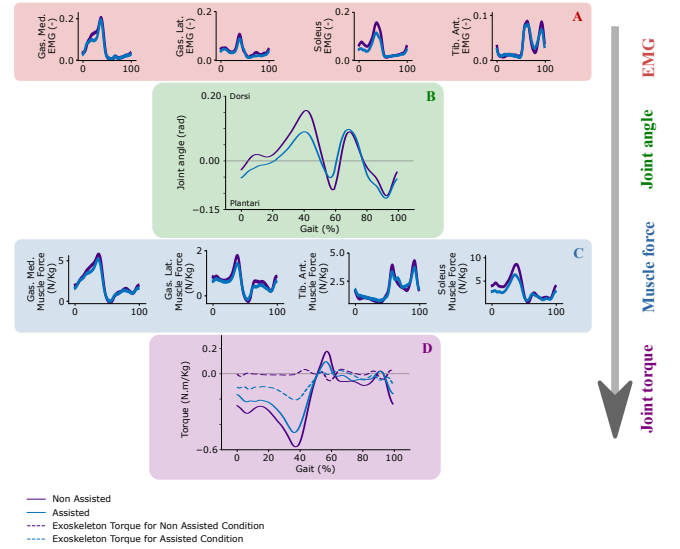 A
Gas. Med.
EMG (-)
0.2
0.0
0
100
Gas. Lat.
EMG (-)
0.2
0.0
0
100
Soleus
EMG (-)
0.2
0.0
0
100
Tib. Ant.
EMG (-)
0.1
0.0
0
100
EMG
B
Joint angle (rad)
0.20
0.00
−0.15
Dorsi
Plantari
0
20
40
60
80
100
Gait (%)
Joint angle
C
Gas. Med.
Muscle Force
(N/Kg)
5
0
0
100
Gas. Lat.
Muscle Force
(N/Kg)
2
0
0
100
Tib. Ant.
Muscle Force
(N/Kg)
5.0
2.5
0
100
Soleus
Muscle Force
(N/Kg)
10
5
0
100
Muscle force
D
Torque (N.m/Kg)
0.2
0.0
−0.6
0
20
40
60
80
100
Gait (%)
Joint torque
Non Assisted
Assisted
Exoskeleton Torque for Non Assisted Condition
Exoskeleton Torque for Assisted Condition